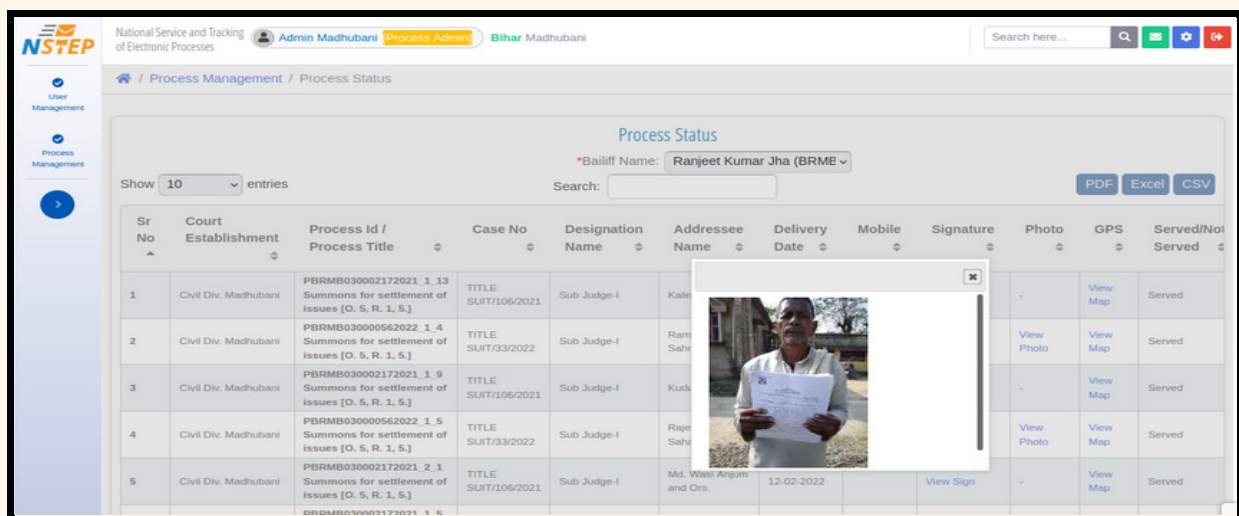 NSTEP
National Service and Tracking
of Electronic Processes
Admin Madhubani [Process Admin]
Bihar Madhubani
Search here...
User
Management
Process
Management
/ Process Management / Process Status
Process Status
*Bailiff Name: Ranjeet Kumar Jha (BRMB
Show 10 entries
Search:
PDF Excel CSV
Sr No Court Establishment Process Id / Process Title Case No Designation Name Addressee Name Delivery Date Mobile Signature Photo GPS Served/Not Served
1 Civil Div. Madhubani PBRMB030002172021_1_13 Summons for settlement of issues [O. 5, R. 1, 5.] TITLE SUIT/106/2021 Sub Judge-I - View Map Served
2 Civil Div. Madhubani PBRMB030000562022_1_4 Summons for settlement of issues [O. 5, R. 1, 5.] TITLE SUIT/33/2022 Sub Judge-I Ram View Photo View Map Served
3 Civil Div. Madhubani PBRMB030002172021_1_9 Summons for settlement of issues [O. 5, R. 1, 5.] TITLE SUIT/106/2021 Sub Judge-I - View Map Served
4 Civil Div. Madhubani PBRMB030000562022_1_5 Summons for settlement of issues [O. 5, R. 1, 5.] TITLE SUIT/33/2022 Sub Judge-I Raje View Photo View Map Served
5 Civil Div. Madhubani PBRMB030002172021_2_1 Summons for settlement of issues [O. 5, R. 1, 5.] TITLE SUIT/106/2021 Sub Judge-I Md. Wasi Anjum and Ors. 12-02-2022 View Sign - View Map Served
PBRMB030002172021_1_5